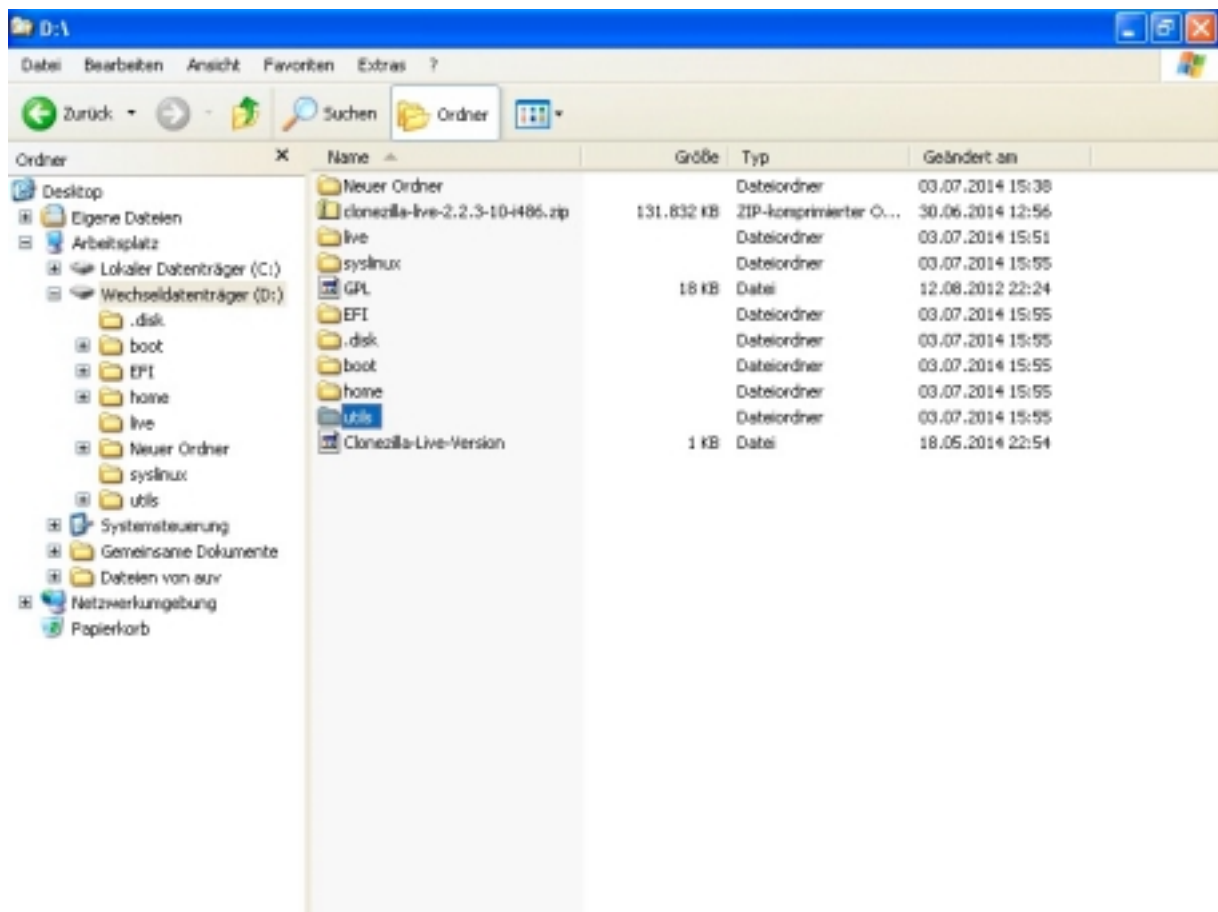 D:\
Datei Bearbeiten Ansicht Favoriten Extras ?
Zurück Suchen Ordner
Ordner
Name Größe Typ Geändert am
Desktop
Eigene Dateien
Arbeitsplatz
Lokaler Datenträger (C:)
Wechseldatenträger (D:)
.disk
boot
EFI
home
live
Neuer Ordner
syslinux
utils
Systemsteuerung
Gemeinsame Dokumente
Dateien von auv
Netzwerkumgebung
Papierkorb
Neuer Ordner Dateiordner 03.07.2014 15:38
clonezilla-live-2.2.3-10-i486.zip 131.832 KB ZIP-komprimierter O... 30.06.2014 12:56
live Dateiordner 03.07.2014 15:51
syslinux Dateiordner 03.07.2014 15:55
GPL 18 KB Datei 12.08.2012 22:24
EFI Dateiordner 03.07.2014 15:55
.disk Dateiordner 03.07.2014 15:55
boot Dateiordner 03.07.2014 15:55
home Dateiordner 03.07.2014 15:55
utils Dateiordner 03.07.2014 15:55
Clonezilla-Live-Version 1 KB Datei 18.05.2014 22:54